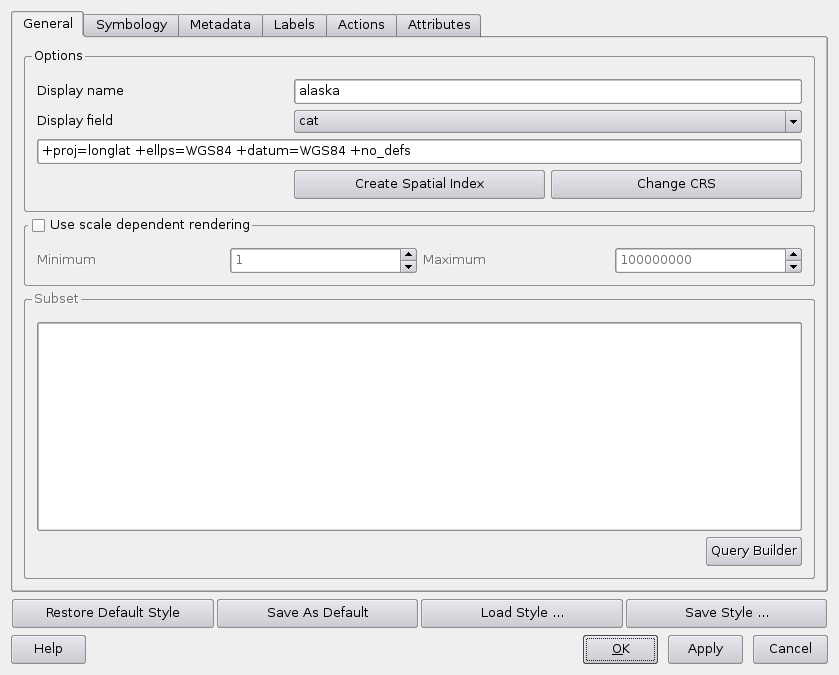 General Symbology Metadata Labels Actions Attributes
Options
Display name alaska
Display field cat
+proj=longlat +ellps=WGS84 +datum=WGS84 +no_defs
Create Spatial Index Change CRS
Use scale dependent rendering
Minimum 1 Maximum 100000000
Subset
Query Builder
Restore Default Style Save As Default Load Style ... Save Style ...
Help OK Apply Cancel